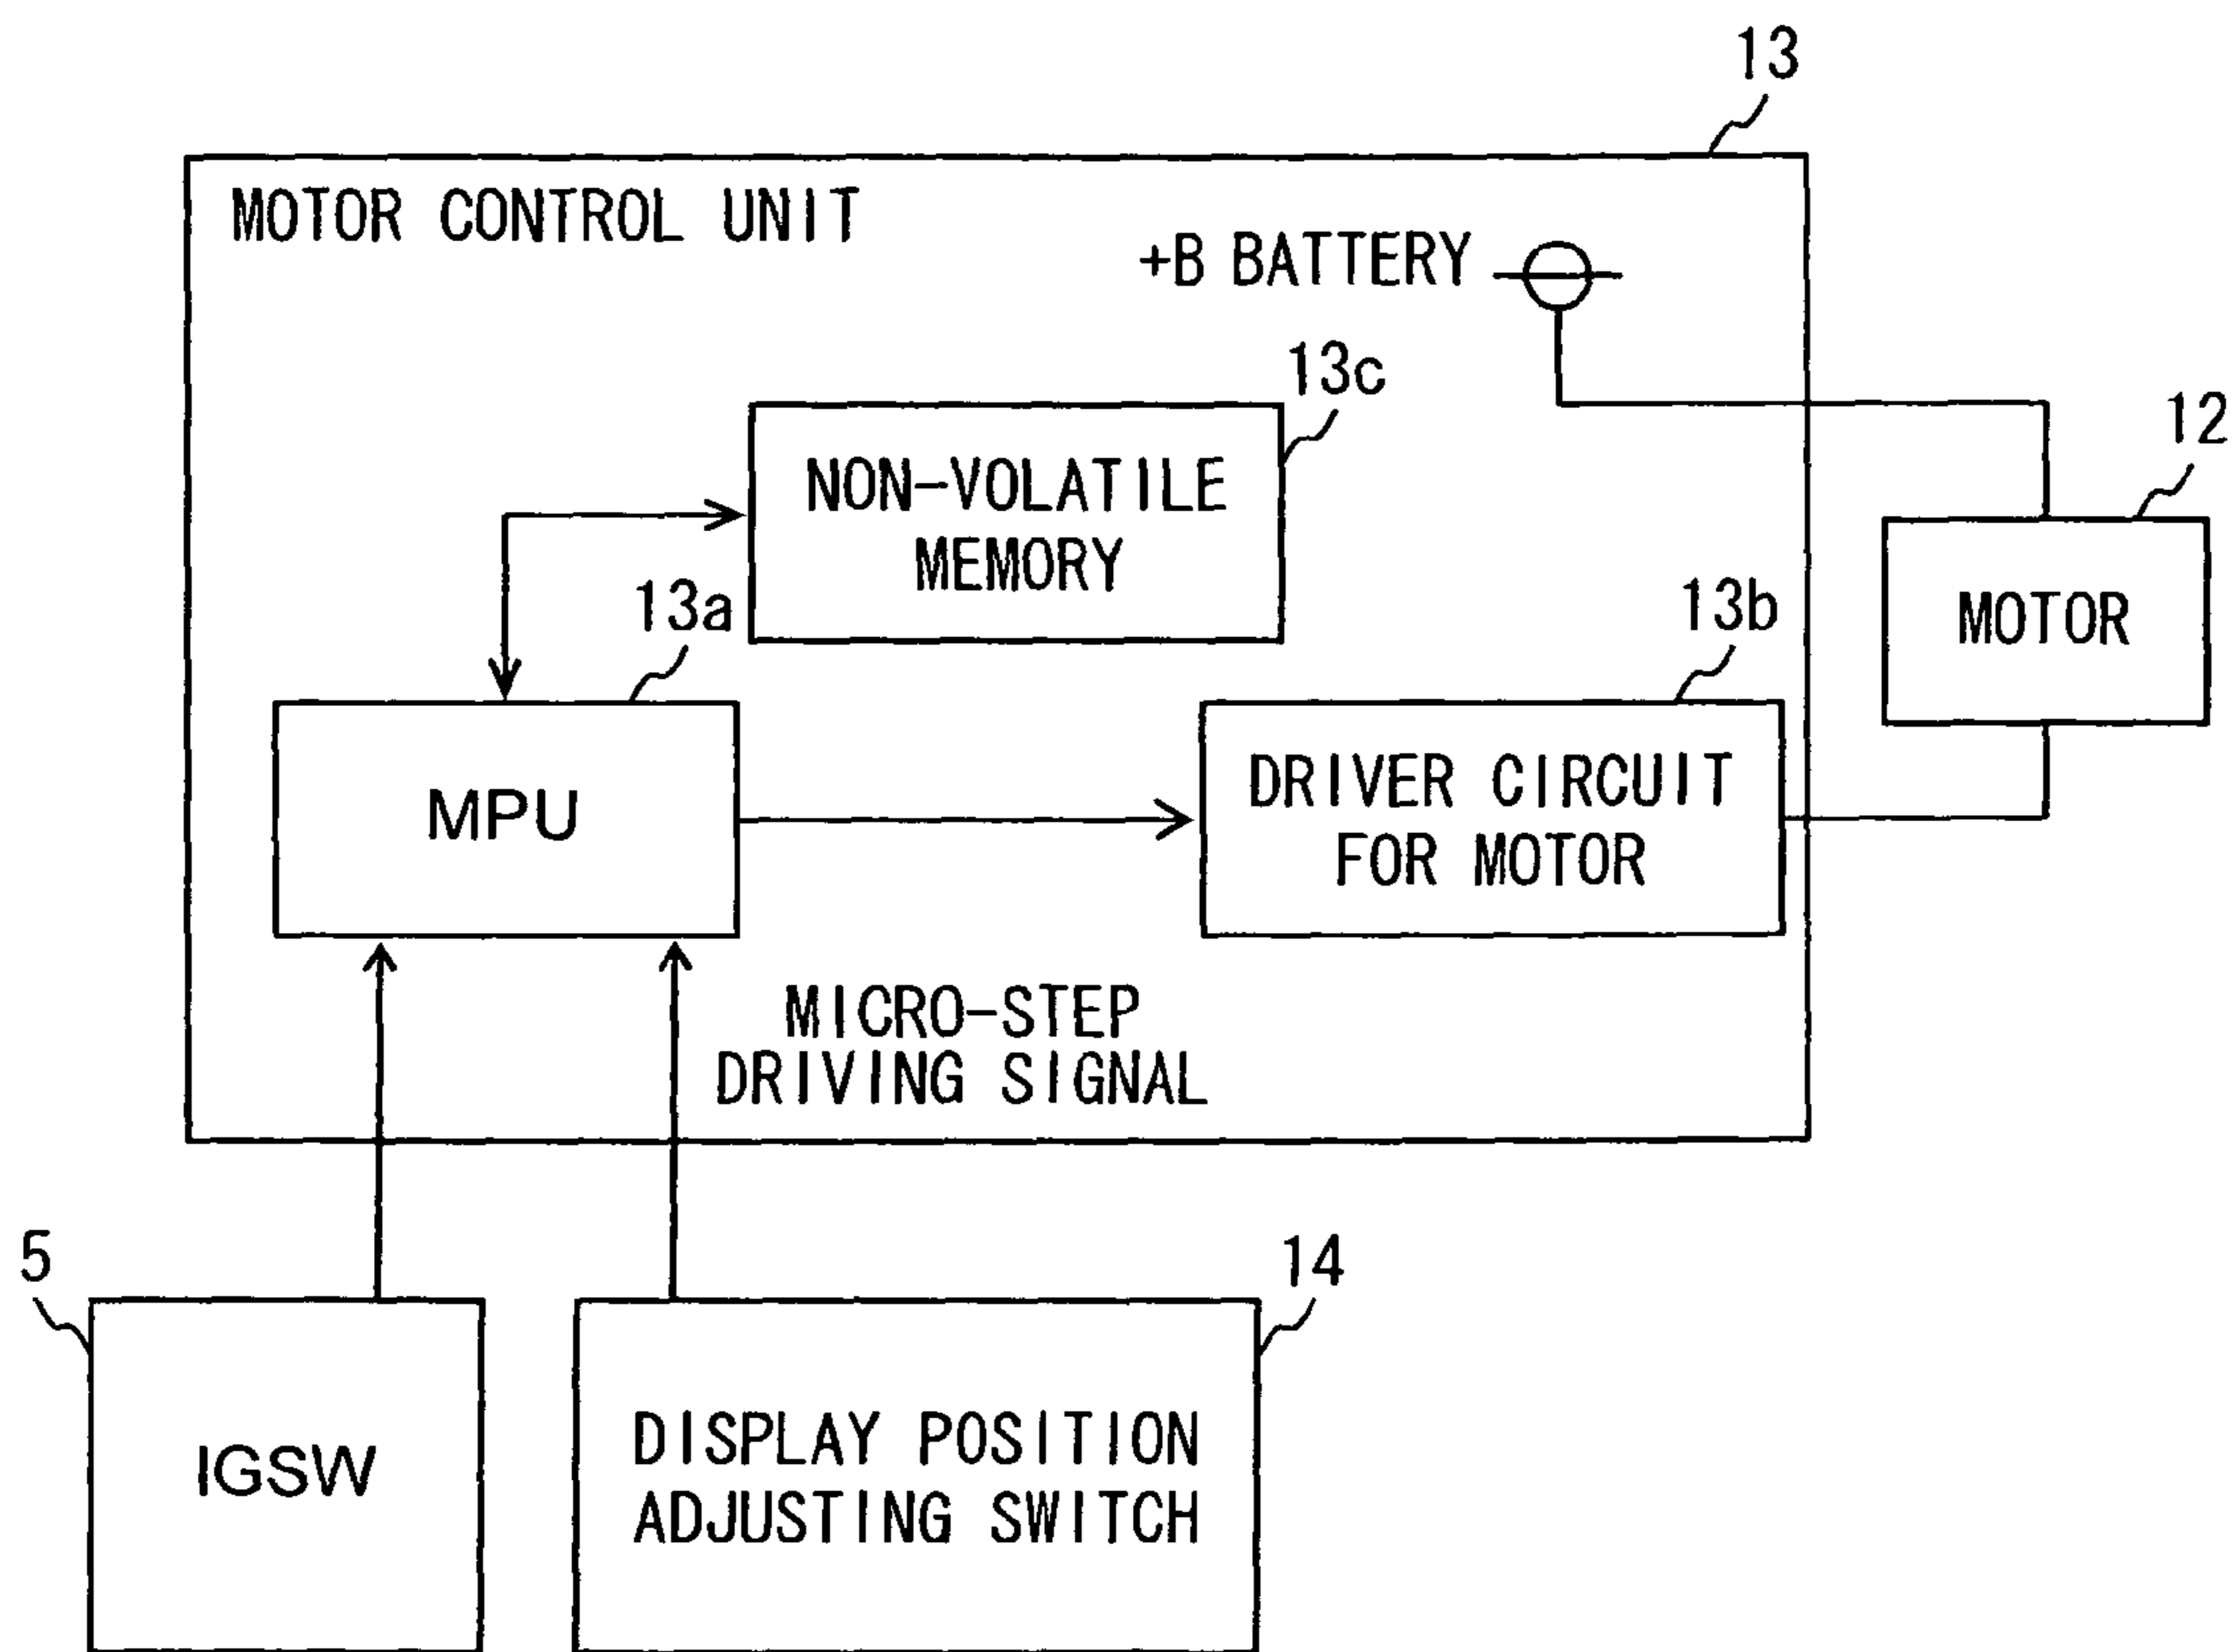 13
MOTOR CONTROL UNIT
+B BATTERY
13c
12
NON-VOLATILE
MEMORY
13a
13b
MOTOR
MPU
DRIVER CIRCUIT
FOR MOTOR
MICRO-STEP
DRIVING SIGNAL
5
14
IGSW
DISPLAY POSITION
ADJUSTING SWITCH